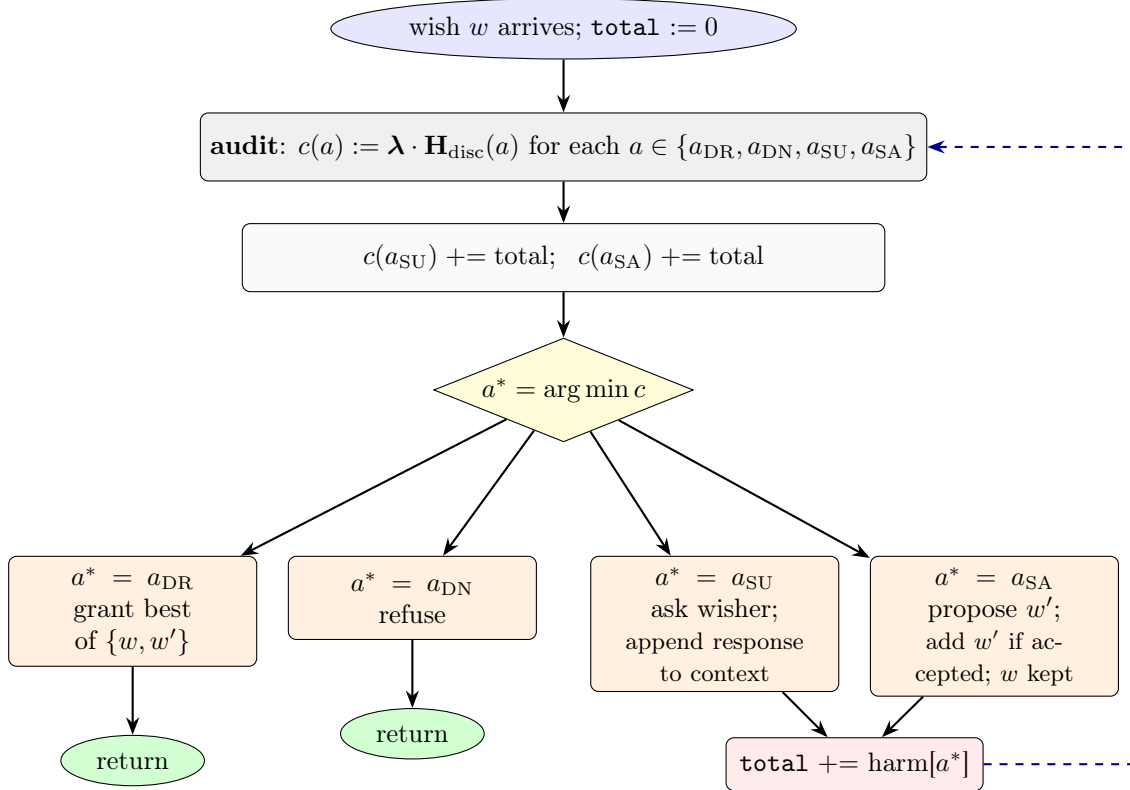 wish w arrives; total := 0
audit: c(a) := λ · H_disc(a) for each a ∈ {a_DR, a_DN, a_SU, a_SA}
c(a_SU) += total; c(a_SA) += total
a* = arg min c
a* = a_DR
grant best
of {w, w′}
return
a* = a_DN
refuse
return
a* = a_SU
ask wisher;
append response
to context
a* = a_SA
propose w′;
add w′ if ac-
cepted; w kept
total += harm[a*]